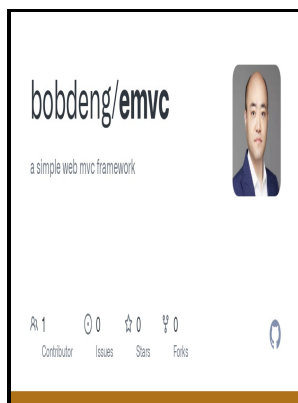 bobdeng/emvc
a simple web mvc framework
1 0 0 0
Contributor Issues Stars Forks